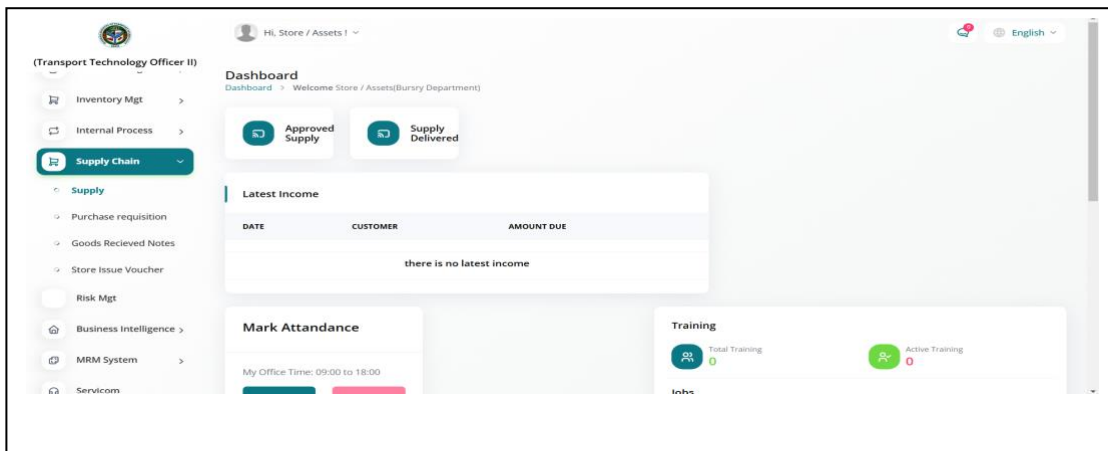 Hi, Store / Assets !
0
English
(Transport Technology Officer II)
Inventory Mgt
Internal Process
Supply Chain
Supply
Purchase requisition
Goods Recieved Notes
Store Issue Voucher
Risk Mgt
Business Intelligence
MRM System
Servicom
Dashboard
Dashboard > Welcome Store / Assets(Bursry Department)
Approved Supply
Supply Delivered
Latest Income
DATE CUSTOMER AMOUNT DUE
there is no latest income
Mark Attandance
My Office Time: 09:00 to 18:00
Training
Total Training
0
Active Training
0
Jobs